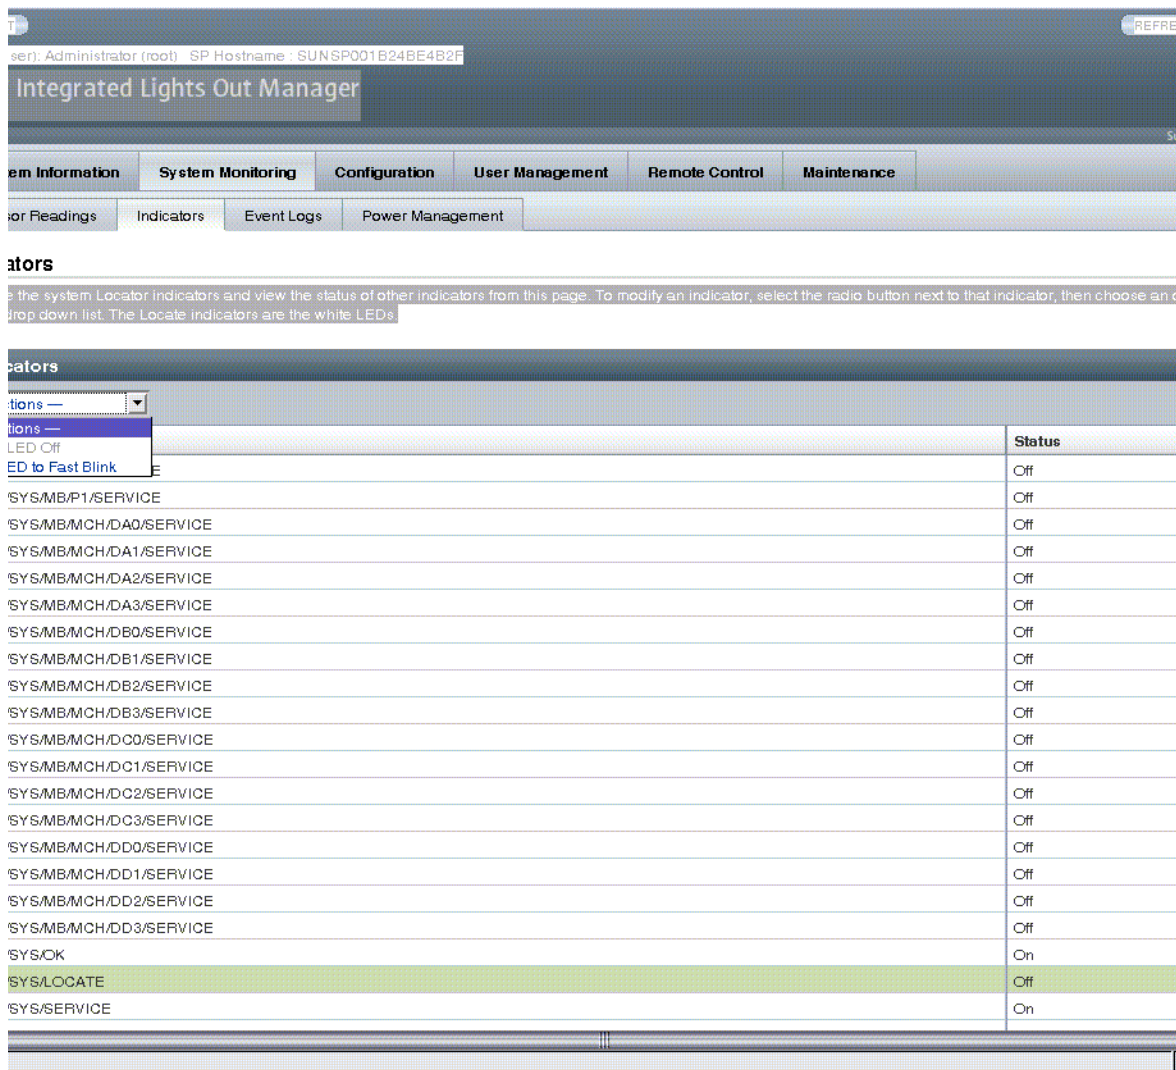 T REFRE
ser): Administrator (root) SP Hostname : SUNSP001B24BE4B2F
Integrated Lights Out Manager
Su
em Information System Monitoring Configuration User Management Remote Control Maintenance
sor Readings Indicators Event Logs Power Management
ators
e the system Locator indicators and view the status of other indicators from this page. To modify an indicator, select the radio button next to that indicator, then choose an o
drop down list. The Locate indicators are the white LEDs.
cators
ctions —
tions —
LED Off
ED to Fast Blink
Status
E Off
/SYS/MB/P1/SERVICE Off
/SYS/MB/MCH/DA0/SERVICE Off
/SYS/MB/MCH/DA1/SERVICE Off
/SYS/MB/MCH/DA2/SERVICE Off
/SYS/MB/MCH/DA3/SERVICE Off
/SYS/MB/MCH/DB0/SERVICE Off
/SYS/MB/MCH/DB1/SERVICE Off
/SYS/MB/MCH/DB2/SERVICE Off
/SYS/MB/MCH/DB3/SERVICE Off
/SYS/MB/MCH/DC0/SERVICE Off
/SYS/MB/MCH/DC1/SERVICE Off
/SYS/MB/MCH/DC2/SERVICE Off
/SYS/MB/MCH/DC3/SERVICE Off
/SYS/MB/MCH/DD0/SERVICE Off
/SYS/MB/MCH/DD1/SERVICE Off
/SYS/MB/MCH/DD2/SERVICE Off
/SYS/MB/MCH/DD3/SERVICE Off
/SYS/OK On
/SYS/LOCATE Off
/SYS/SERVICE On